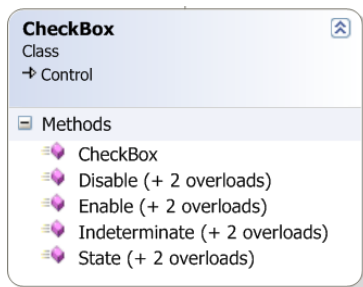 CheckBox
Class
Control
Methods
CheckBox
Disable (+ 2 overloads)
Enable (+ 2 overloads)
Indeterminate (+ 2 overloads)
State (+ 2 overloads)